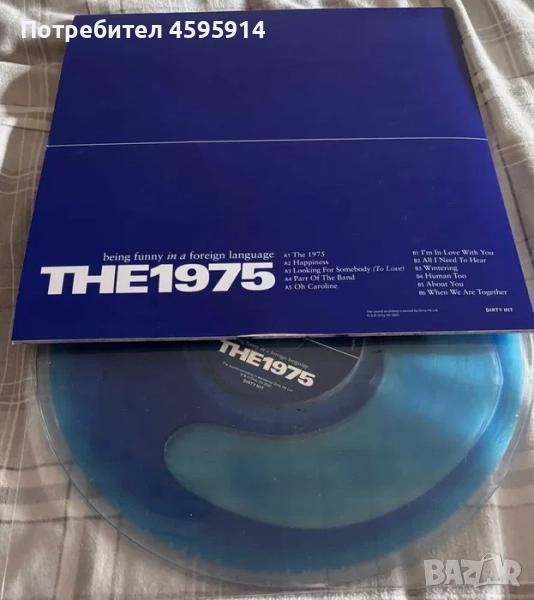 Потребител 4595914
being funny in a foreign language
THE1975
A1 The 1975
A2 Happiness
A3 Looking For Somebody (To Love)
A4 Part Of The Band
A5 Oh Caroline
B1 I'm In Love With You
B2 All I Need To Hear
B3 Wintering
B4 Human Too
B5 About You
B6 When We Are Together
DIRTY HIT
THE1975
DIRTY HIT
BAZAR